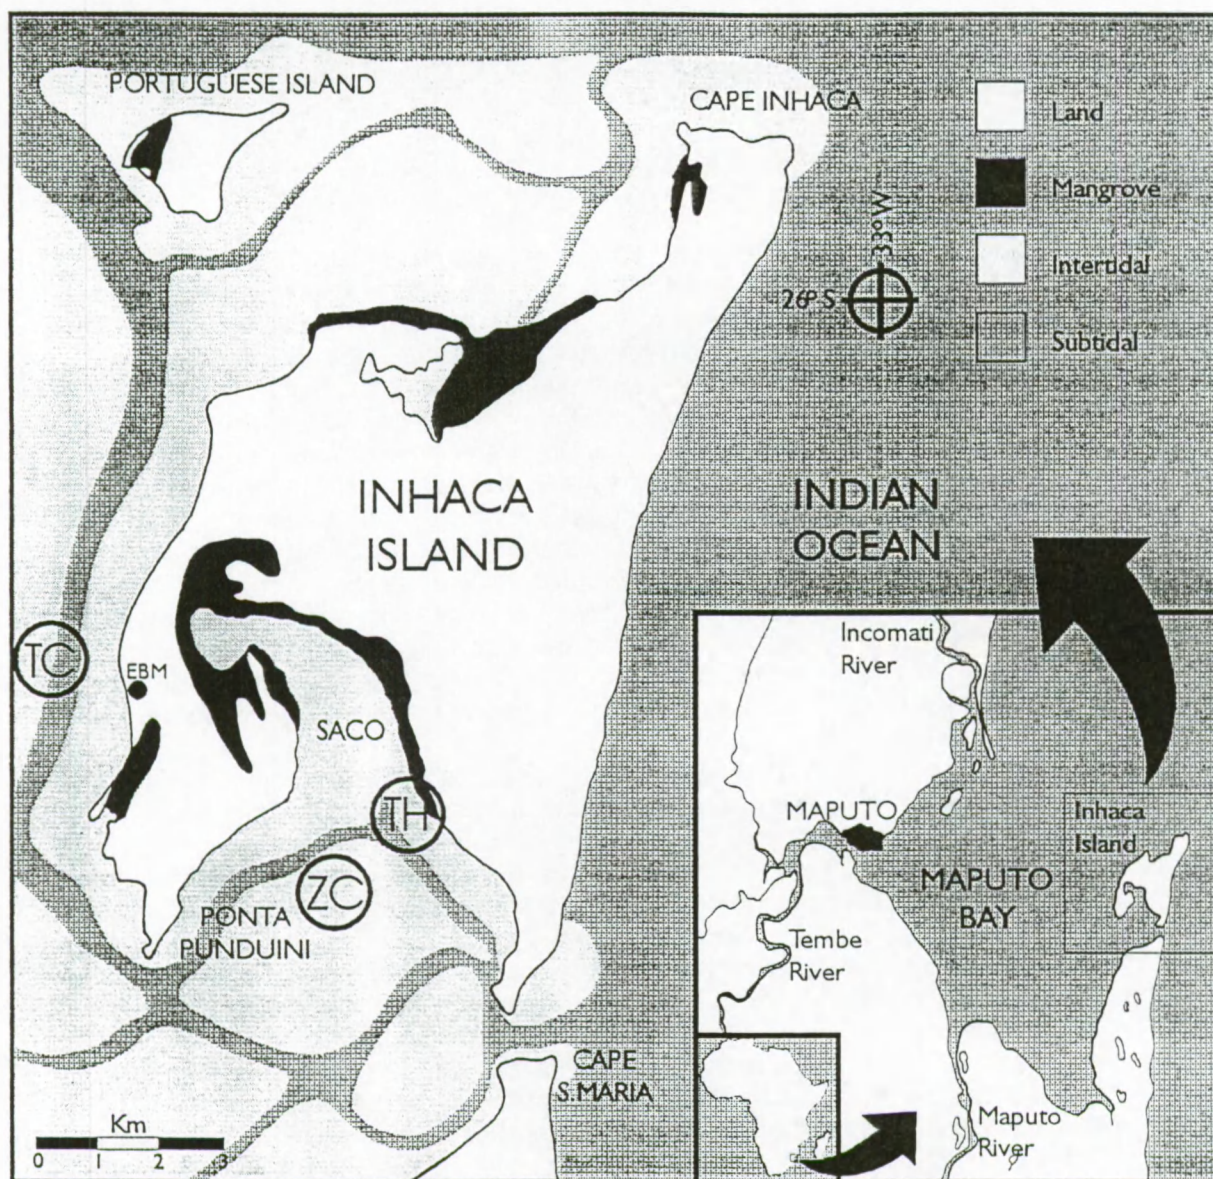 PORTUGUESE ISLAND
CAPE INHACA
Land
Mangrove
Intertidal
Subtidal
33°W
26° S
INHACA
ISLAND
INDIAN
OCEAN
TC
EBM
SACO
TH
ZC
PONTA
PUNDUINI
CAPE
S.MARIA
Km
0 1 2 3
Incomati
River
MAPUTO
Inhaca
Island
MAPUTO
BAY
Tembe
River
Maputo
River